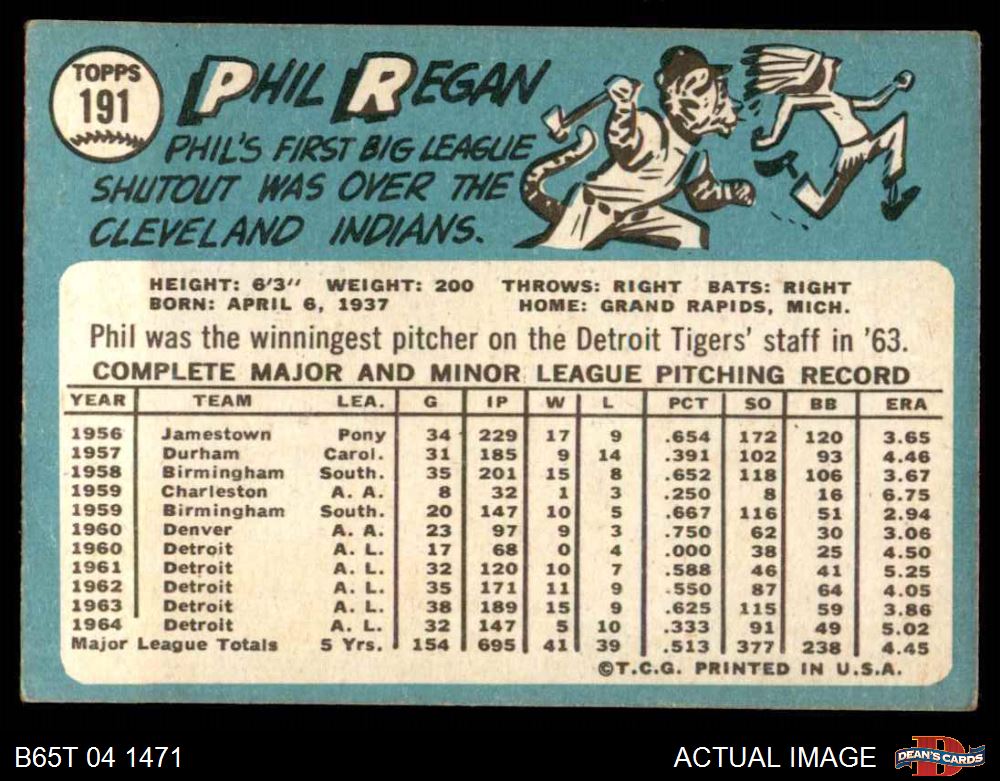 TOPPS
191
PHIL REGAN
PHIL'S FIRST BIG LEAGUE
SHUTOUT WAS OVER THE
CLEVELAND INDIANS.
HEIGHT: 6'3" WEIGHT: 200 THROWS: RIGHT BATS: RIGHT
BORN: APRIL 6, 1937 HOME: GRAND RAPIDS, MICH.
Phil was the winningest pitcher on the Detroit Tigers' staff in '63.
COMPLETE MAJOR AND MINOR LEAGUE PITCHING RECORD
YEAR TEAM LEA. G IP W L PCT SO BB ERA
1956 Jamestown Pony 34 229 17 9 .654 172 120 3.65
1957 Durham Carol. 31 185 9 14 .391 102 93 4.46
1958 Birmingham South. 35 201 15 8 .652 118 106 3.67
1959 Charleston A. A. 8 32 1 3 .250 8 16 6.75
1959 Birmingham South. 20 147 10 5 .667 116 51 2.94
1960 Denver A. A. 23 97 9 3 .750 62 30 3.06
1960 Detroit A. L. 17 68 0 4 .000 38 25 4.50
1961 Detroit A. L. 32 120 10 7 .588 46 41 5.25
1962 Detroit A. L. 35 171 11 9 .550 87 64 4.05
1963 Detroit A. L. 38 189 15 9 .625 115 59 3.86
1964 Detroit A. L. 32 147 5 10 .333 91 49 5.02
Major League Totals 5 Yrs. 154 695 41 39 .513 377 238 4.45
©T.C.G. PRINTED IN U.S.A.
B65T 04 1471 ACTUAL IMAGE
D
DEAN'S CARDS